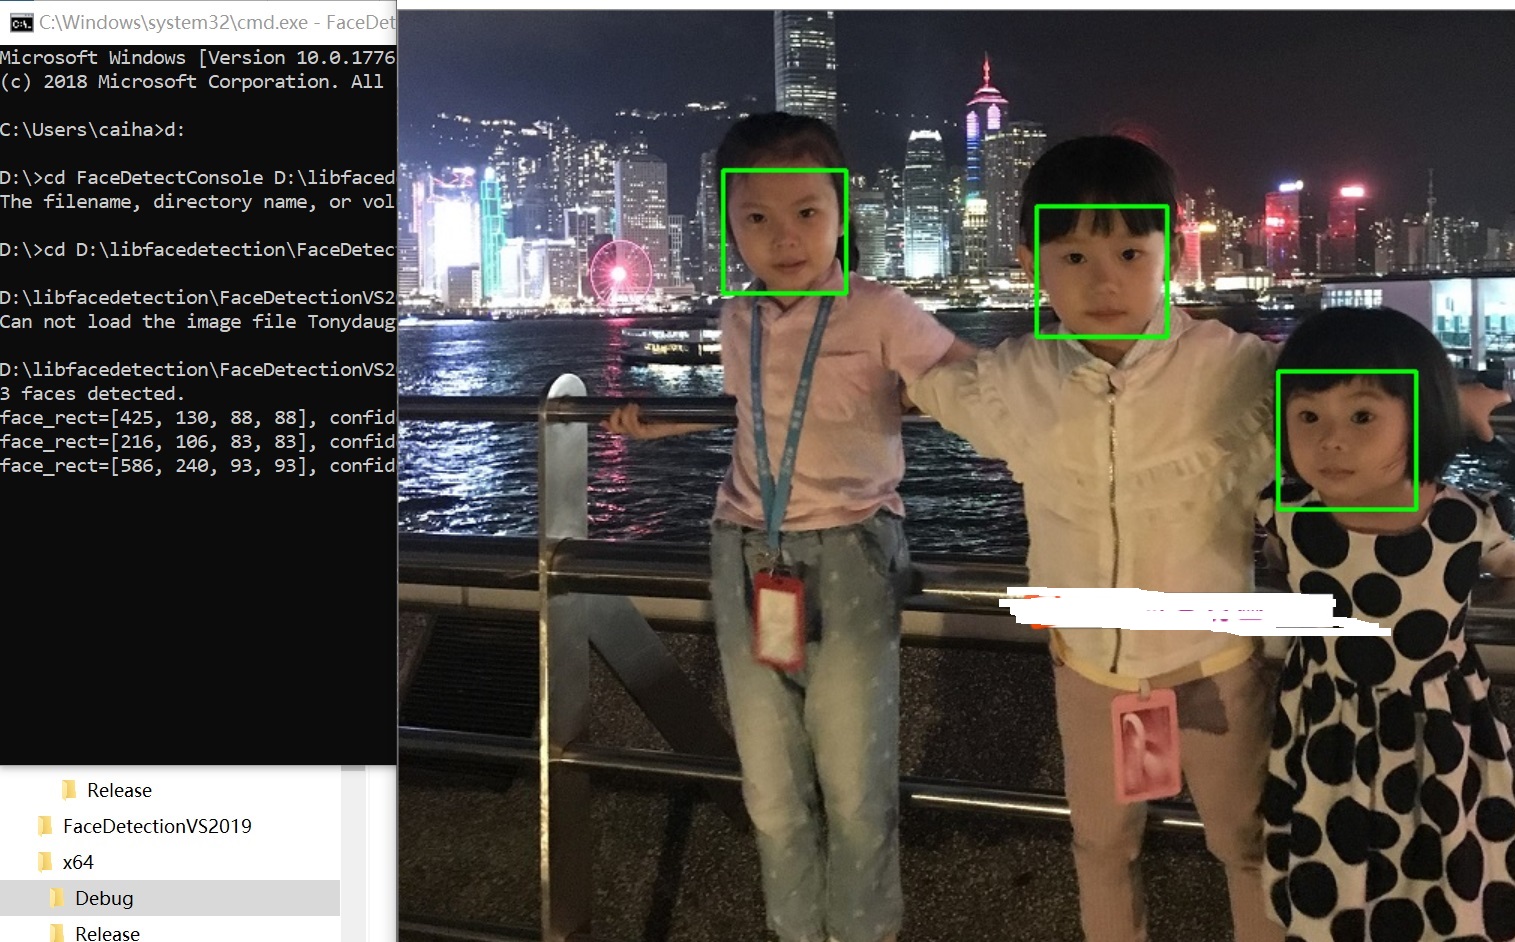 C:\Windows\system32\cmd.exe - FaceDet
Microsoft Windows [Version 10.0.1776
(c) 2018 Microsoft Corporation. All
C:\Users\caiha>d:
D:\>cd FaceDetectConsole D:\libfaced
The filename, directory name, or vol
D:\>cd D:\libfacedetection\FaceDetec
D:\libfacedetection\FaceDetectionVS2
Can not load the image file Tonydaug
D:\libfacedetection\FaceDetectionVS2
3 faces detected.
face_rect=[425, 130, 88, 88], confid
face_rect=[216, 106, 83, 83], confid
face_rect=[586, 240, 93, 93], confid
Release
FaceDetectionVS2019
x64
Debug
Release